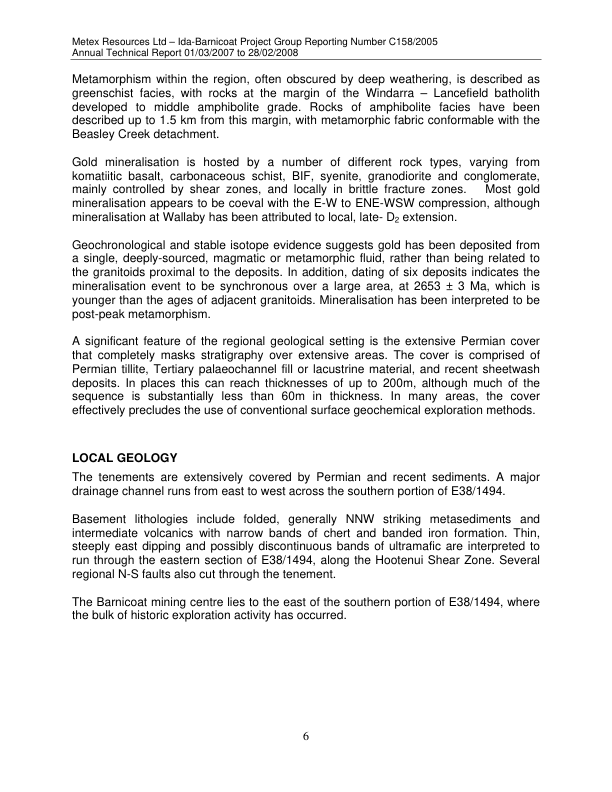 Metex Resources Ltd – Ida-Barnicoat Project Group Reporting Number C158/2005
Annual Technical Report 01/03/2007 to 28/02/2008
Metamorphism within the region, often obscured by deep weathering, is described as
greenschist facies, with rocks at the margin of the Windarra – Lancefield batholith
developed to middle amphibolite grade. Rocks of amphibolite facies have been
described up to 1.5 km from this margin, with metamorphic fabric conformable with the
Beasley Creek detachment.
Gold mineralisation is hosted by a number of different rock types, varying from
komatiitic basalt, carbonaceous schist, BIF, syenite, granodiorite and conglomerate,
mainly controlled by shear zones, and locally in brittle fracture zones. Most gold
mineralisation appears to be coeval with the E-W to ENE-WSW compression, although
mineralisation at Wallaby has been attributed to local, late- D2 extension.
Geochronological and stable isotope evidence suggests gold has been deposited from
a single, deeply-sourced, magmatic or metamorphic fluid, rather than being related to
the granitoids proximal to the deposits. In addition, dating of six deposits indicates the
mineralisation event to be synchronous over a large area, at 2653 ± 3 Ma, which is
younger than the ages of adjacent granitoids. Mineralisation has been interpreted to be
post-peak metamorphism.
A significant feature of the regional geological setting is the extensive Permian cover
that completely masks stratigraphy over extensive areas. The cover is comprised of
Permian tillite, Tertiary palaeochannel fill or lacustrine material, and recent sheetwash
deposits. In places this can reach thicknesses of up to 200m, although much of the
sequence is substantially less than 60m in thickness. In many areas, the cover
effectively precludes the use of conventional surface geochemical exploration methods.
LOCAL GEOLOGY
The tenements are extensively covered by Permian and recent sediments. A major
drainage channel runs from east to west across the southern portion of E38/1494.
Basement lithologies include folded, generally NNW striking metasediments and
intermediate volcanics with narrow bands of chert and banded iron formation. Thin,
steeply east dipping and possibly discontinuous bands of ultramafic are interpreted to
run through the eastern section of E38/1494, along the Hootenui Shear Zone. Several
regional N-S faults also cut through the tenement.
The Barnicoat mining centre lies to the east of the southern portion of E38/1494, where
the bulk of historic exploration activity has occurred.
6